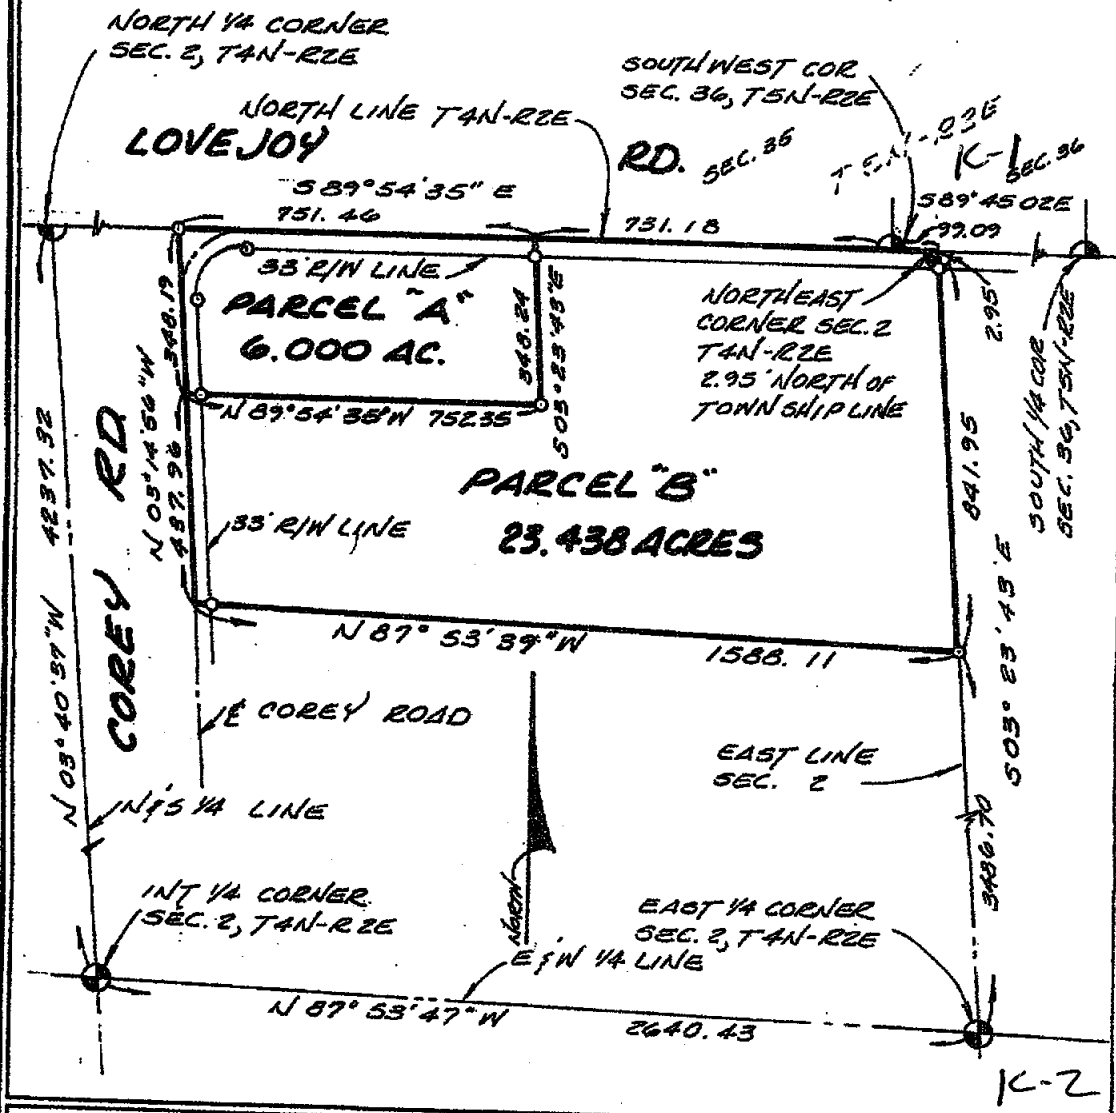 NORTH 1/4 CORNER
SEC. 2, T4N-R2E
SOUTHWEST COR
SEC. 36, T5N-R2E
NORTH LINE T4N-R2E
LOVEJOY
RD.
SEC. 35
K-1
SEC. 36
S 89° 54' 35" E
751.46
731.18
S89° 45 02E
99.09
33' R/W LINE
PARCEL "A"
6.000 AC.
348.19
348.24
S 03° 23' 43" E
NORTHEAST
CORNER SEC. 2
T4N-R2E
2.95' NORTH OF
TOWNSHIP LINE
2.95'
SOUTH 1/4 COR
SEC. 36, T5N-R2E
N 89° 54' 35" W 752.35
N 03° 14' 56" W
437.96
4237.32
PARCEL "B"
23.438 ACRES
841.95
33' R/W LINE
COREY RD
N 87° 53' 39" W
1588.11
S 03° 23' 43' E
N 03° 40' 37" W
℄ COREY ROAD
EAST LINE
SEC. 2
N & S 1/4 LINE
3486.70
NORTH
INT 1/4 CORNER
SEC. 2, T4N-R2E
EAST 1/4 CORNER
SEC. 2, T4N-R2E
E & W 1/4 LINE
N 87° 53' 47" W
2640.43
K-2